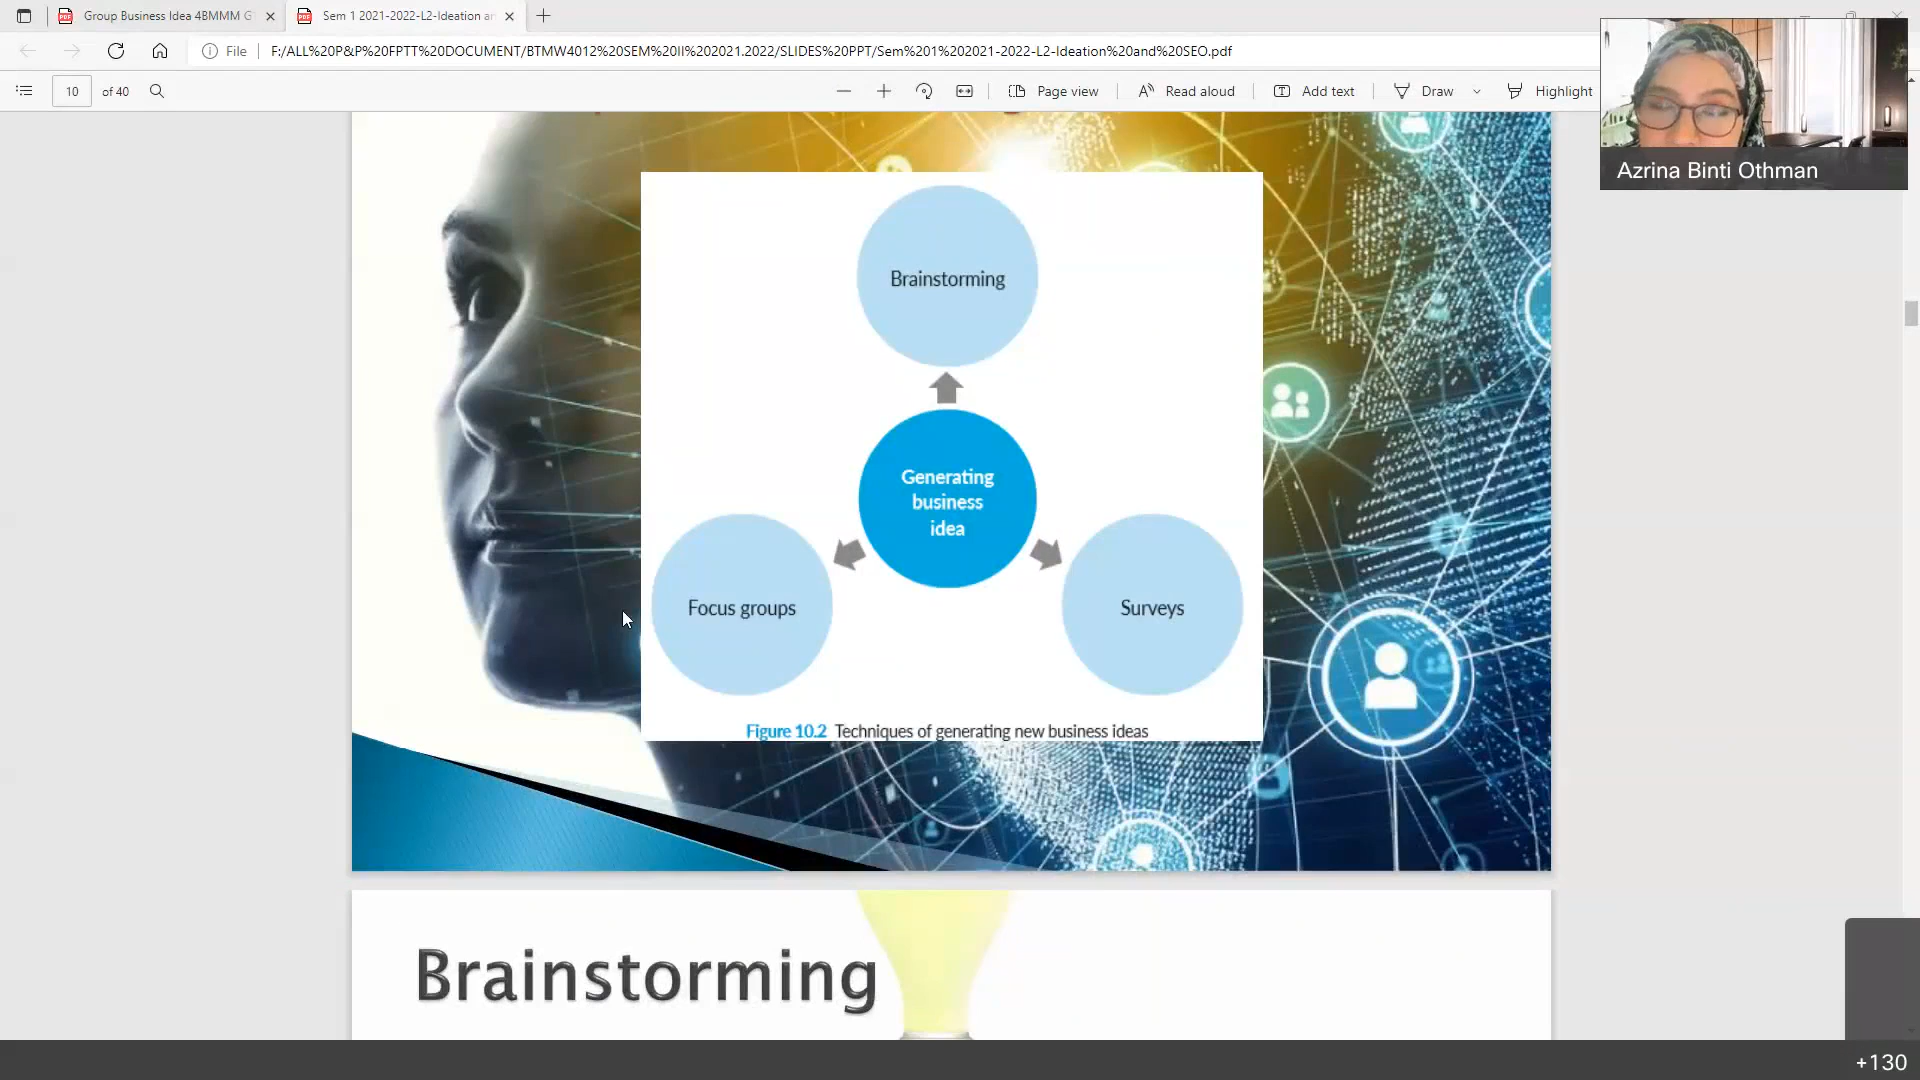 Group Business Idea 4BMMM G
Sem 1 2021-2022-L2-Ideation an
File
F:/ALL%20P&P%20FPTT%20DOCUMENT/BTMW4012%20SEM%20II%202021.2022/SLIDES%20PPT/Sem%201%202021-2022-L2-Ideation%20and%20SEO.pdf
10 of 40
Page view
Read aloud
Add text
Draw
Highlight
Azrina Binti Othman
Brainstorming
Generating
business
idea
Focus groups
Surveys
Figure 10.2 Techniques of generating new business ideas
Brainstorming
+130